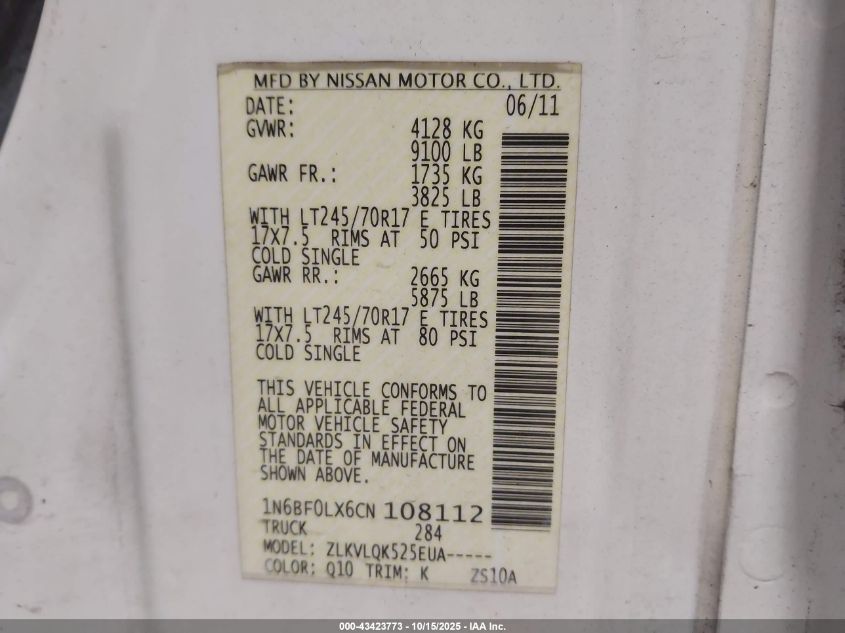 MFD BY NISSAN MOTOR CO., LTD.
DATE: 06/11
GVWR: 4128 KG
9100 LB
GAWR FR.: 1735 KG
3825 LB
WITH LT245/70R17 E TIRES
17X7.5 RIMS AT 50 PSI
COLD SINGLE
GAWR RR.: 2665 KG
5875 LB
WITH LT245/70R17 E TIRES
17X7.5 RIMS AT 80 PSI
COLD SINGLE
THIS VEHICLE CONFORMS TO
ALL APPLICABLE FEDERAL
MOTOR VEHICLE SAFETY
STANDARDS IN EFFECT ON
THE DATE OF MANUFACTURE
SHOWN ABOVE.
1N6BF0LX6CN 108112
TRUCK 284
MODEL: ZLKVLQK525EUA-----
COLOR: Q10 TRIM: K ZS10A
000-43423773 - 10/15/2025 - IAA Inc.